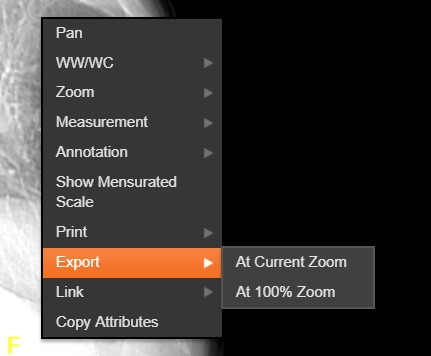 Pan
WW/WC
Zoom
Measurement
Annotation
Show Mensurated
Scale
Print
Export
At Current Zoom
Link
At 100% Zoom
Copy Attributes
F